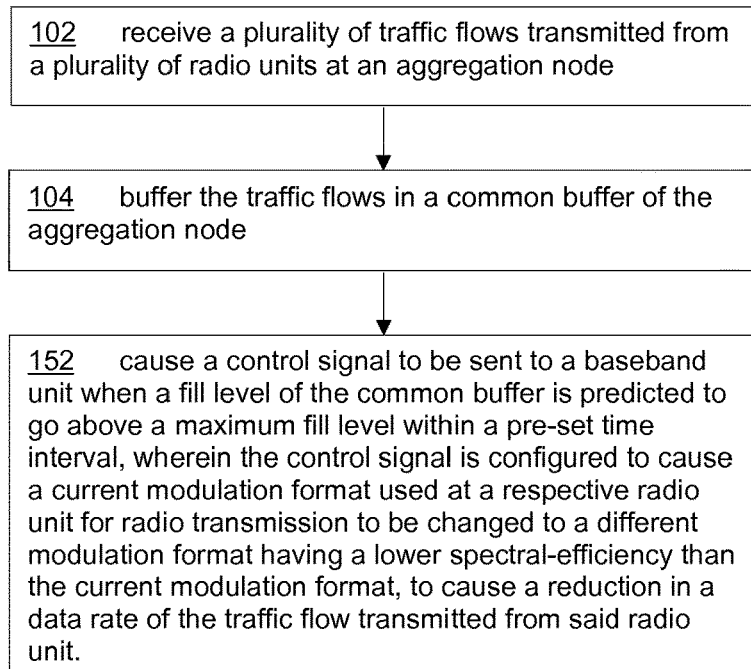 102 receive a plurality of traffic flows transmitted from
a plurality of radio units at an aggregation node
104 buffer the traffic flows in a common buffer of the
aggregation node
152 cause a control signal to be sent to a baseband
unit when a fill level of the common buffer is predicted to
go above a maximum fill level within a pre-set time
interval, wherein the control signal is configured to cause
a current modulation format used at a respective radio
unit for radio transmission to be changed to a different
modulation format having a lower spectral-efficiency than
the current modulation format, to cause a reduction in a
data rate of the traffic flow transmitted from said radio
unit.